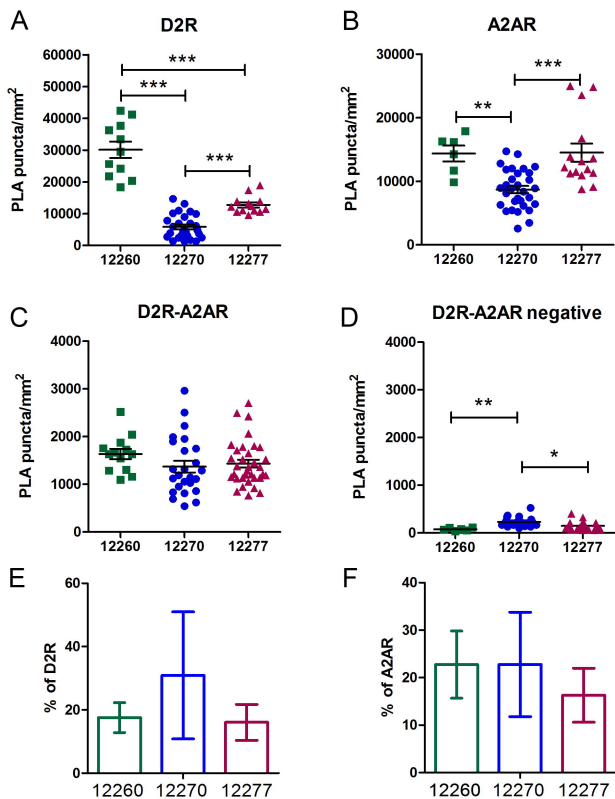 A
D2R
PLA puncta/mm²
60000
50000
40000
30000
20000
10000
0
***
***
***
12260 12270 12277
B
A2AR
PLA puncta/mm²
30000
20000
10000
0
**
***
12260 12270 12277
C
D2R-A2AR
PLA puncta/mm²
4000
3000
2000
1000
0
12260 12270 12277
D
D2R-A2AR negative
PLA puncta/mm²
4000
3000
2000
1000
0
**
*
12260 12270 12277
E
% of D2R
60
40
20
0
12260 12270 12277
F
% of A2AR
40
30
20
10
0
12260 12270 12277